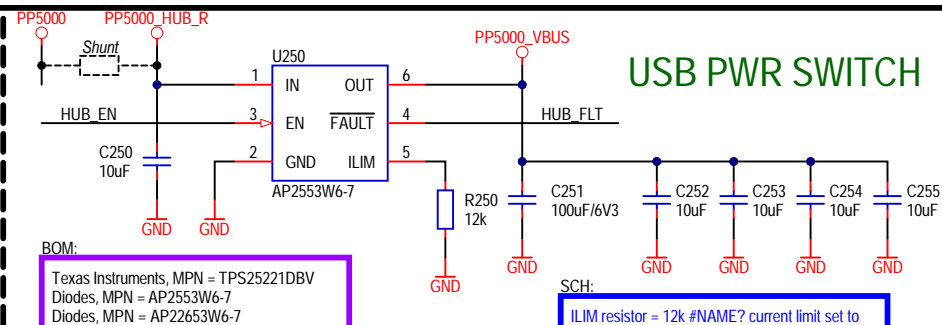 PP5000
PP5000_HUB_R
Shunt
U250
PP5000_VBUS
USB PWR SWITCH
1
IN
OUT
6
HUB_EN
3
EN
FAULT
4
HUB_FLT
2
GND
ILIM
5
AP2553W6-7
C250
10uF
R250
12k
C251
100uF/6V3
C252
10uF
C253
10uF
C254
10uF
C255
10uF
GND
GND
GND
GND
GND
GND
GND
GND
BOM:
Texas Instruments, MPN = TPS25221DBV
Diodes, MPN = AP2553W6-7
Diodes, MPN = AP22653W6-7
SCH:
ILIM resistor = 12k #NAME? current limit set to